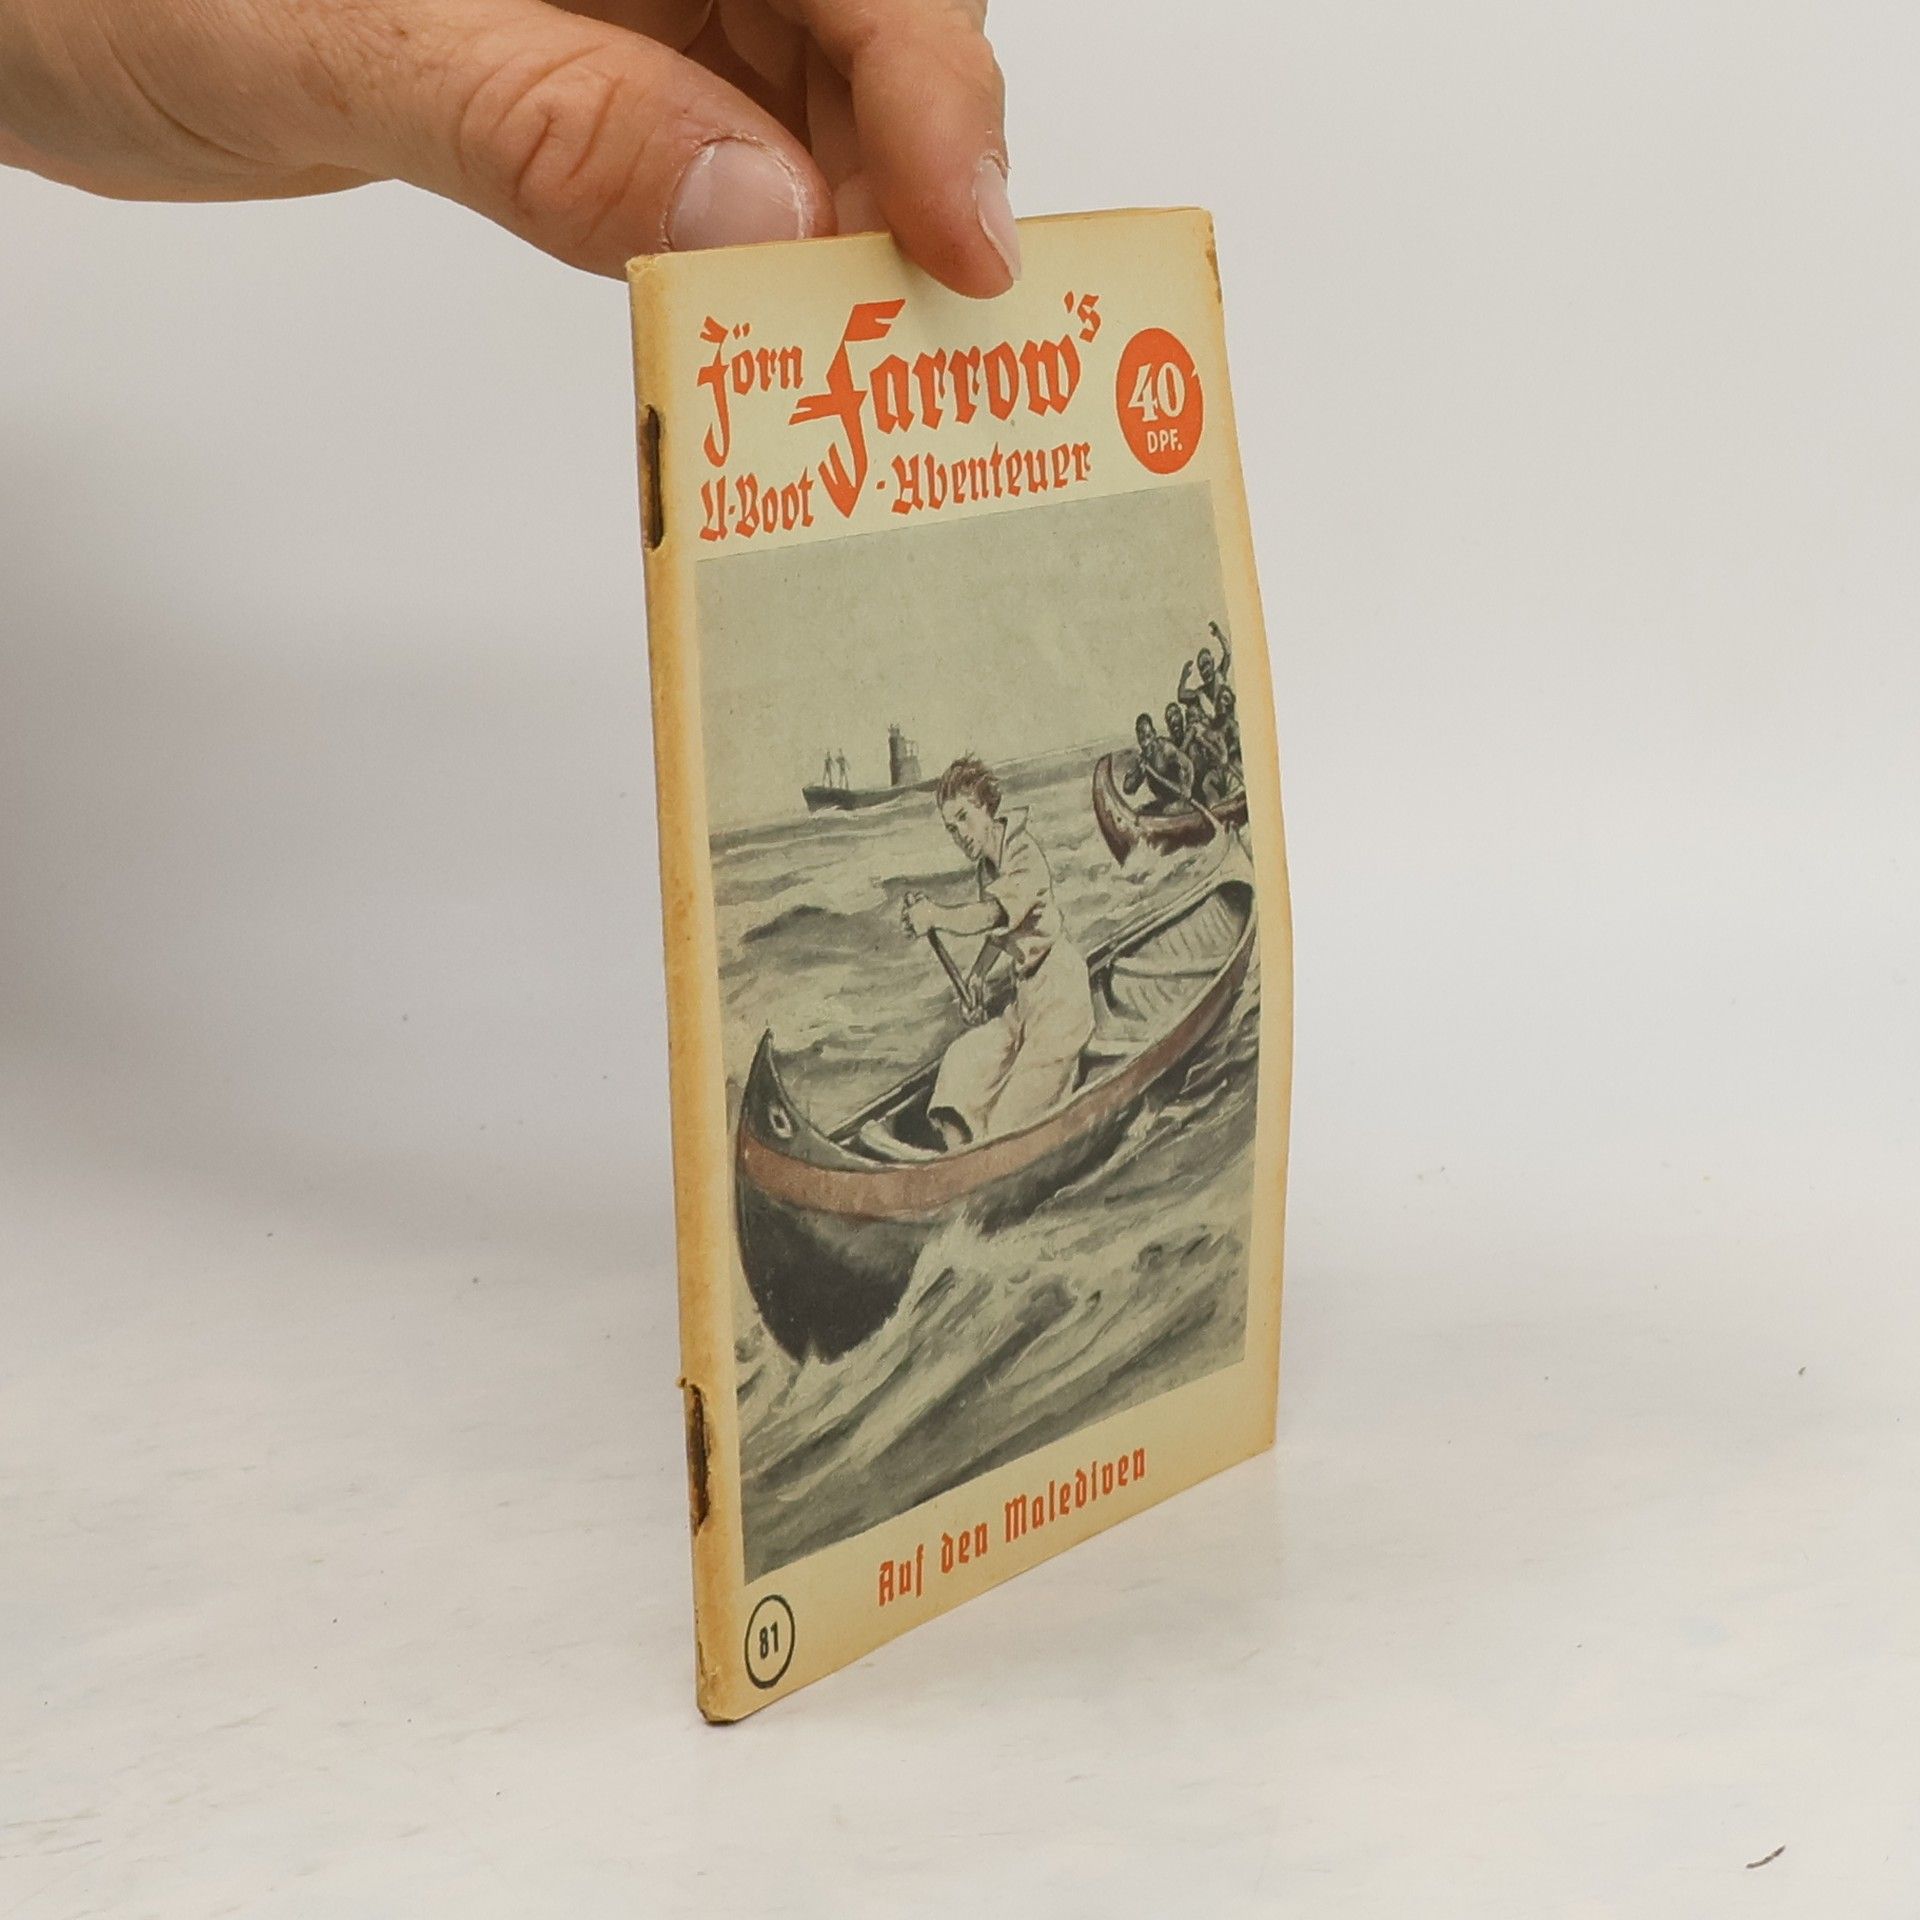 Jörn Farrow's
U-Boot-Abenteuer
40
DPF.
Auf den Malediven
81